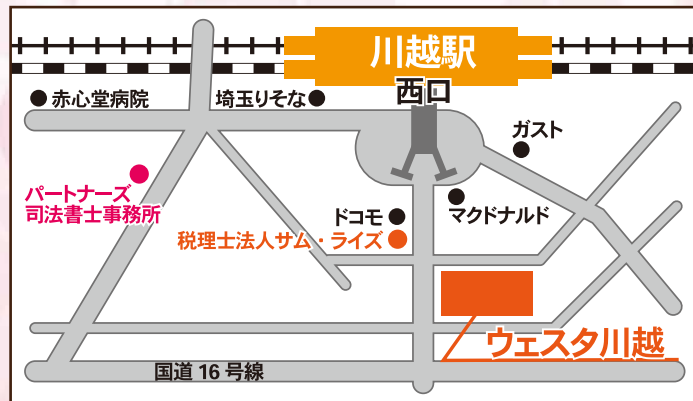 川越駅
西口
赤心堂病院
埼玉りそな
ガスト
パートナーズ
司法書士事務所
ドコモ
マクドナルド
税理士法人サム・ライズ
ウェスタ川越
国道 16 号線